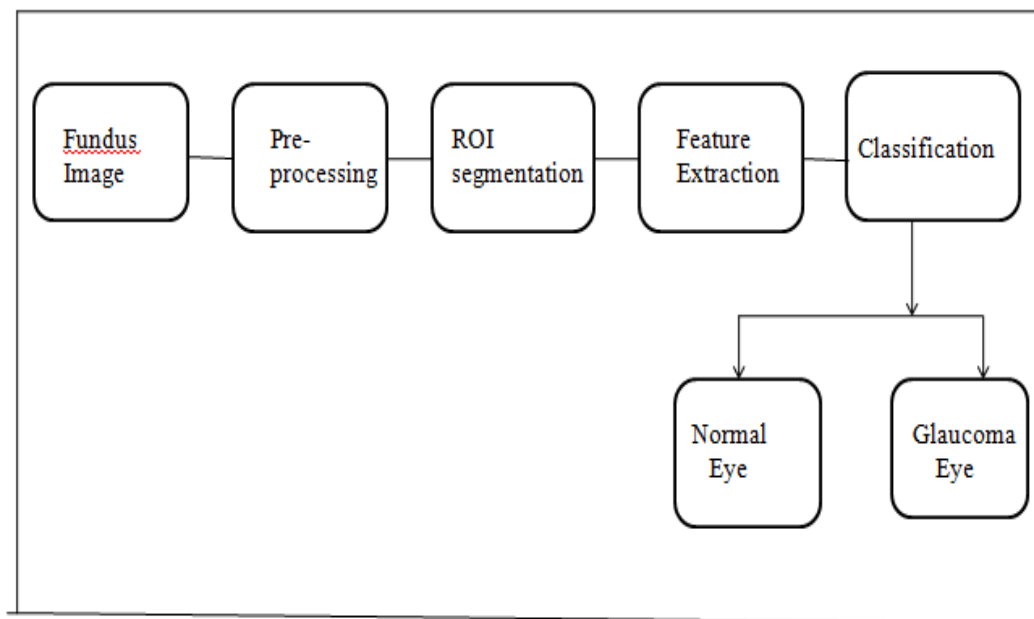 Fundus
Image
Pre-
processing
ROI
segmentation
Feature
Extraction
Classification
Normal
Eye
Glaucoma
Eye